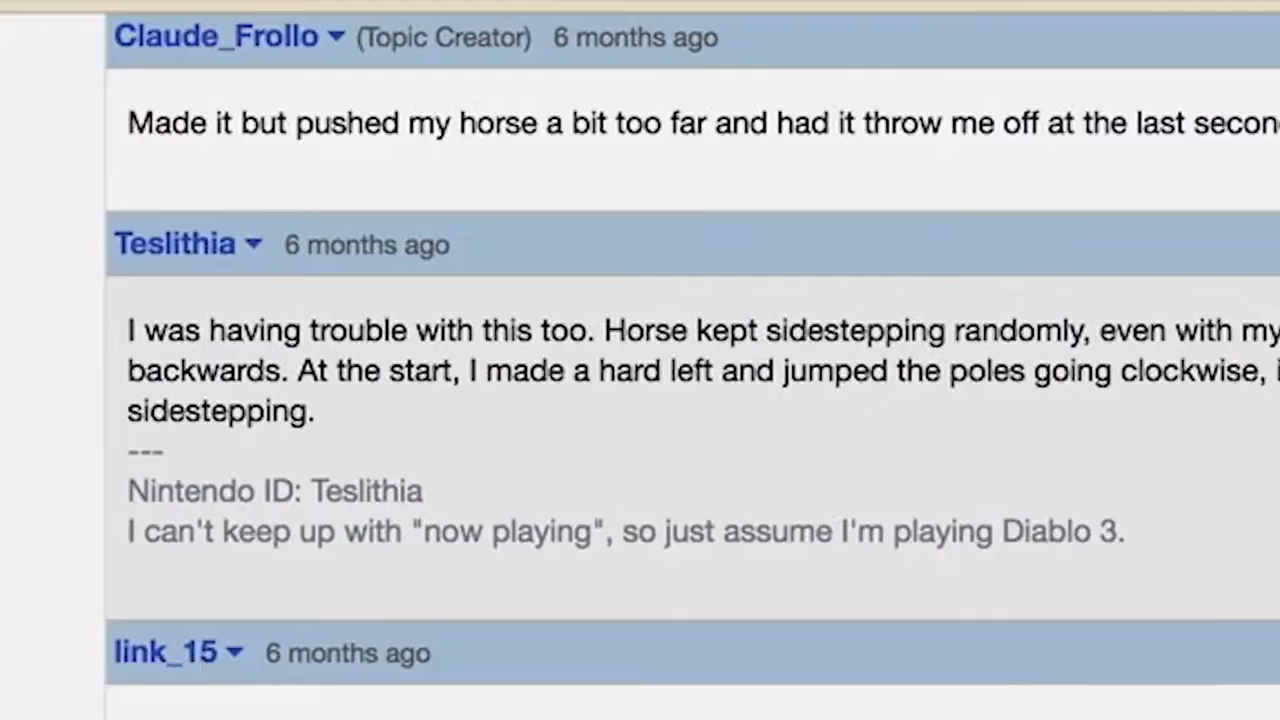 Claude_Frollo (Topic Creator) 6 months ago
Made it but pushed my horse a bit too far and had it throw me off at the last
Teslithia 6 months ago
I was having trouble with this too. Horse kept sidestepping randomly, even with my
backwards. At the start, I made a hard left and jumped the poles going clockwise,
sidestepping.
---
Nintendo ID: Teslithia
I can't keep up with "now playing", so just assume I'm playing Diablo 3.
link_15 6 months ago